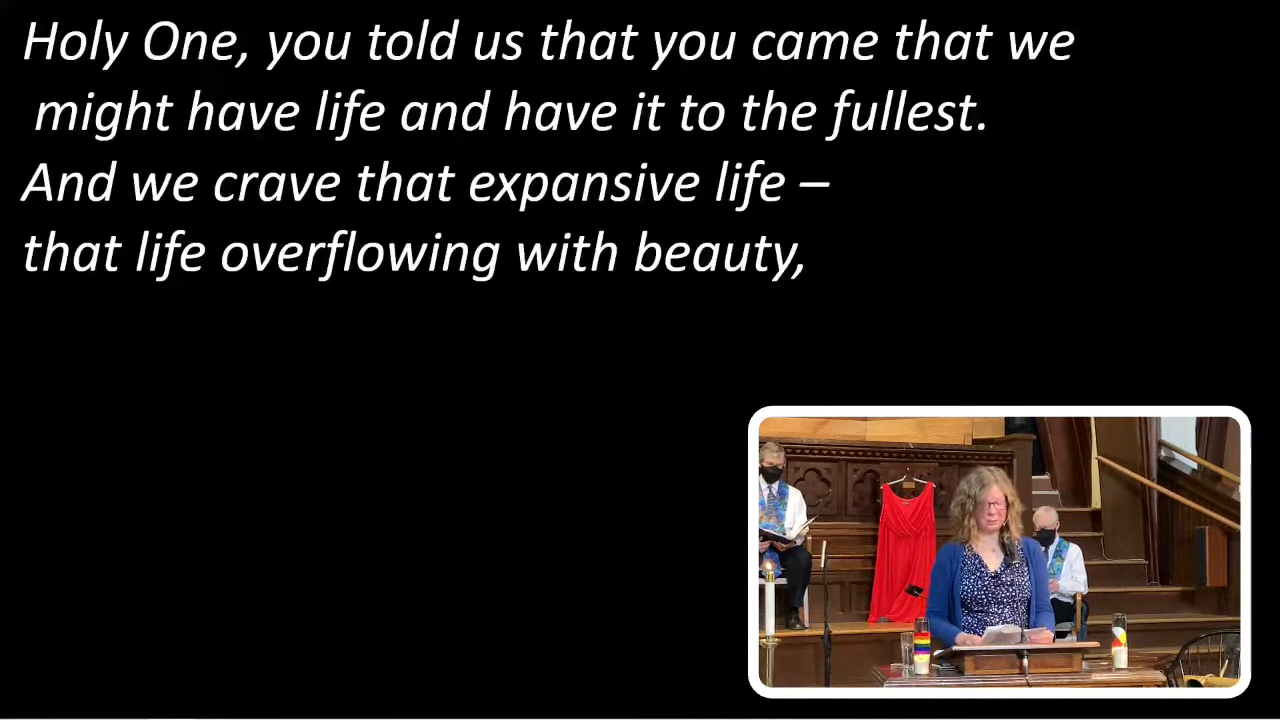 Holy One, you told us that you came that we
might have life and have it to the fullest.
And we crave that expansive life –
that life overflowing with beauty,